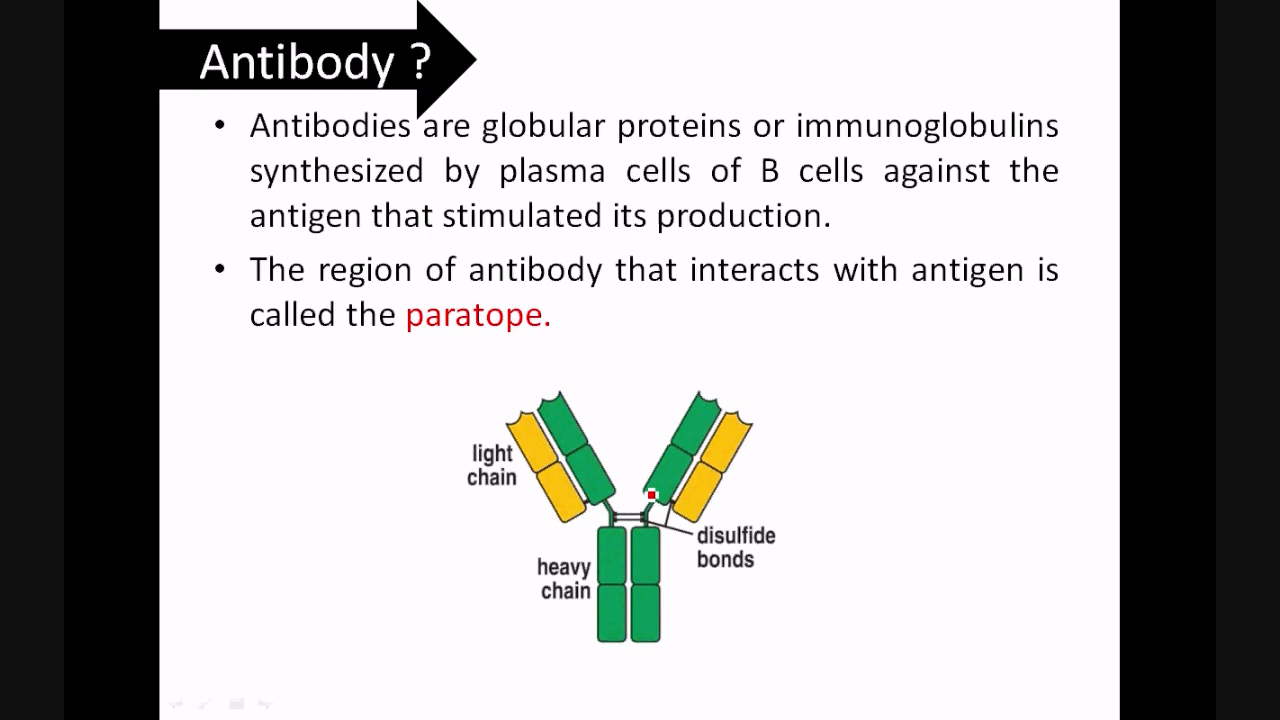 Antibody ?
• Antibodies are globular proteins or immunoglobulins
synthesized by plasma cells of B cells against the
antigen that stimulated its production.
• The region of antibody that interacts with antigen is
called the paratope.
light
chain
disulfide
bonds
heavy
chain